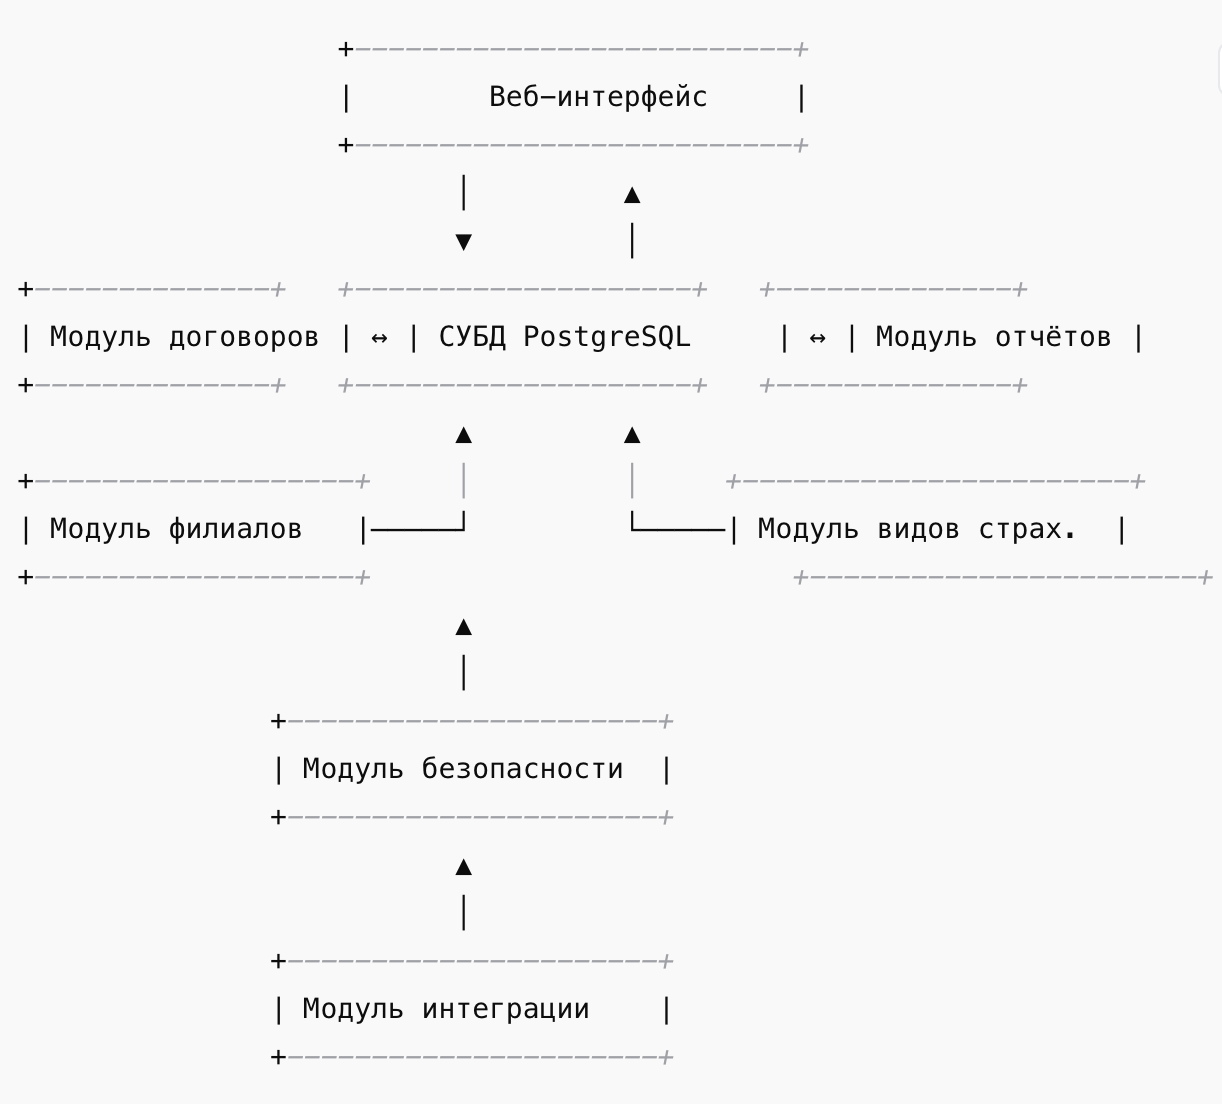 Веб-интерфейс
Модуль договоров | ↔ | СУБД PostgreSQL | ↔ | Модуль отчётов
Модуль филиалов
Модуль видов страх.
Модуль безопасности
Модуль интеграции